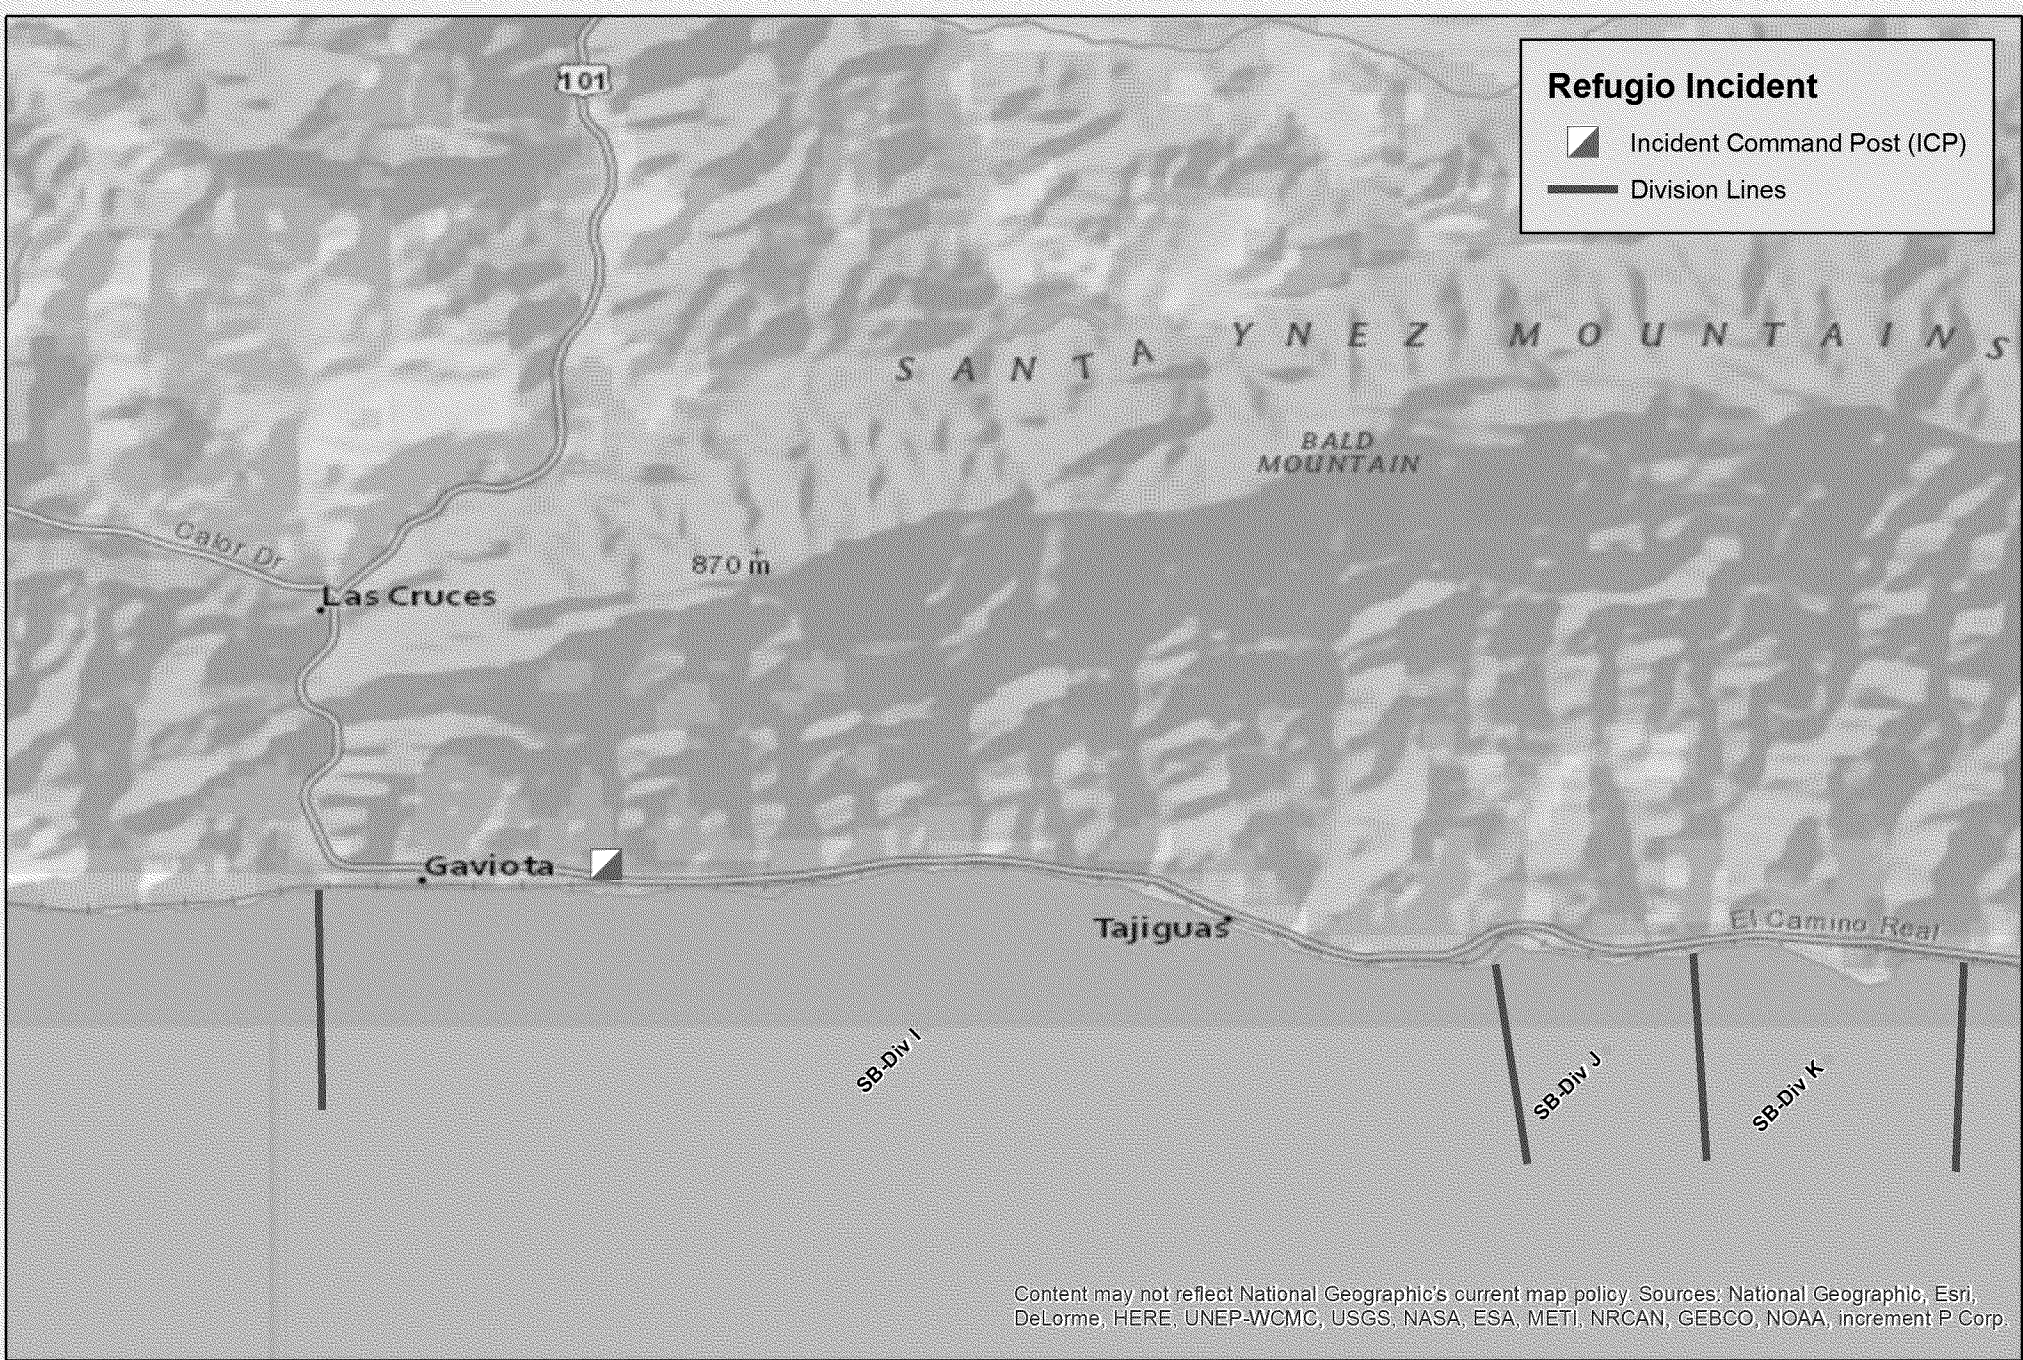 101
Refugio Incident
Incident Command Post (ICP)
Division Lines
SANTA YNEZ MOUNTAINS
BALD
MOUNTAIN
Calor Dr
870 m
Las Cruces
Gaviota
Tajiguas
El Camino Real
SB-Div I
SB-Div J
SB-Div K
Content may not reflect National Geographic's current map policy. Sources: National Geographic, Esri,
DeLorme, HERE, UNEP-WCMC, USGS, NASA, ESA, METI, NRCAN, GEBCO, NOAA, increment P Corp.